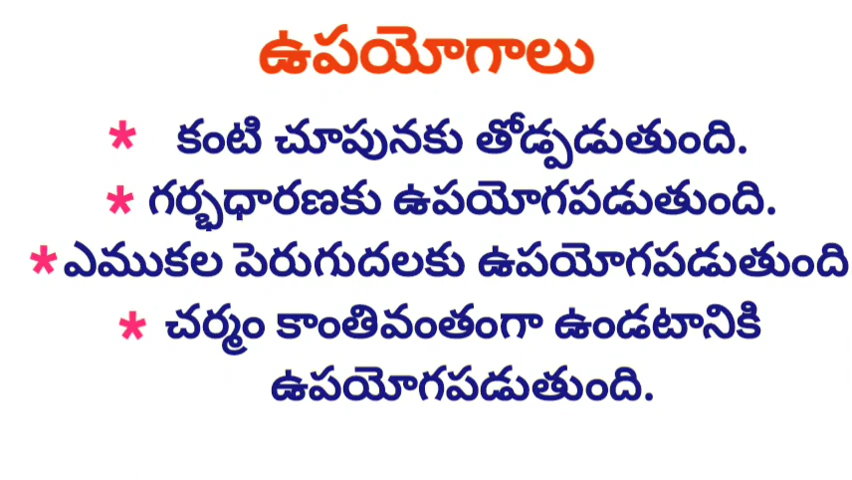 ఉపయోగాలు
* కంటి చూపునకు తోడ్పడుతుంది.
* గర్భధారణకు ఉపయోగపడుతుంది.
* ఎముకల పెరుగుదలకు ఉపయోగపడుతుంది
* చర్మం కాంతివంతంగా ఉండటానికి
ఉపయోగపడుతుంది.